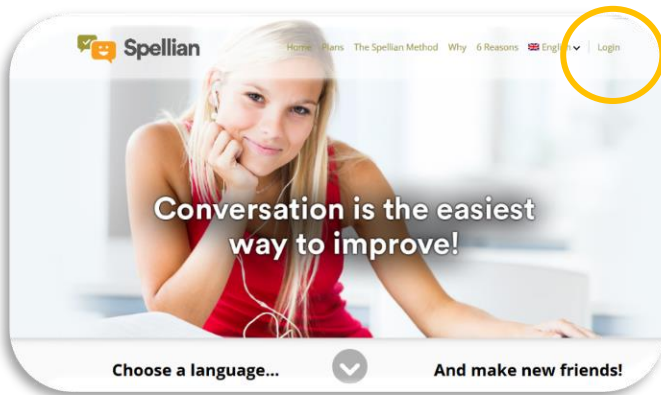 Spellian
Home Plans The Spellian Method Why 6 Reasons English Login
Conversation is the easiest
way to improve!
Choose a language... And make new friends!